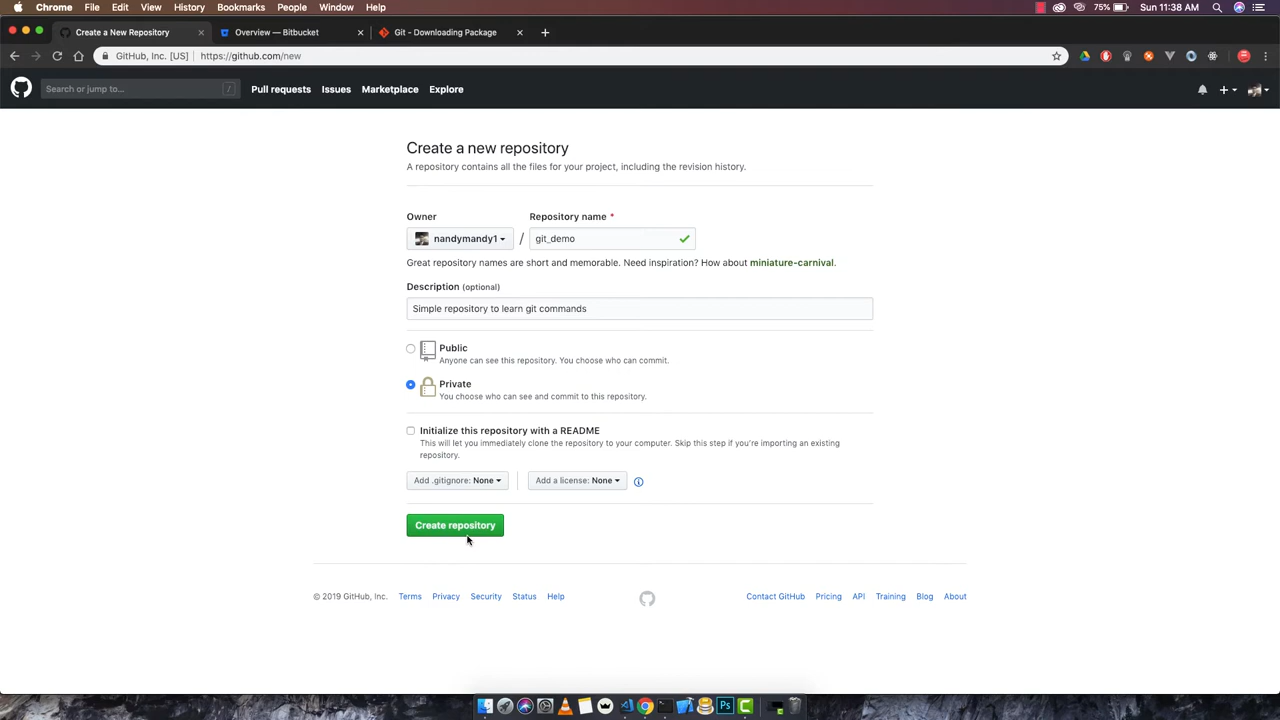 Chrome File Edit View History Bookmarks People Window Help 75% Sun 11:38 AM
Create a New Repository Overview — Bitbucket Git - Downloading Package
GitHub, Inc. [US] https://github.com/new
Search or jump to... / Pull requests Issues Marketplace Explore
Create a new repository
A repository contains all the files for your project, including the revision history.
Owner Repository name *
nandymandy1 / git_demo
Great repository names are short and memorable. Need inspiration? How about miniature-carnival.
Description (optional)
Simple repository to learn git commands
Public
Anyone can see this repository. You choose who can commit.
Private
You choose who can see and commit to this repository.
Initialize this repository with a README
This will let you immediately clone the repository to your computer. Skip this step if you're importing an existing
repository.
Add .gitignore: None Add a license: None
Create repository
© 2019 GitHub, Inc. Terms Privacy Security Status Help Contact GitHub Pricing API Training Blog About
Ps